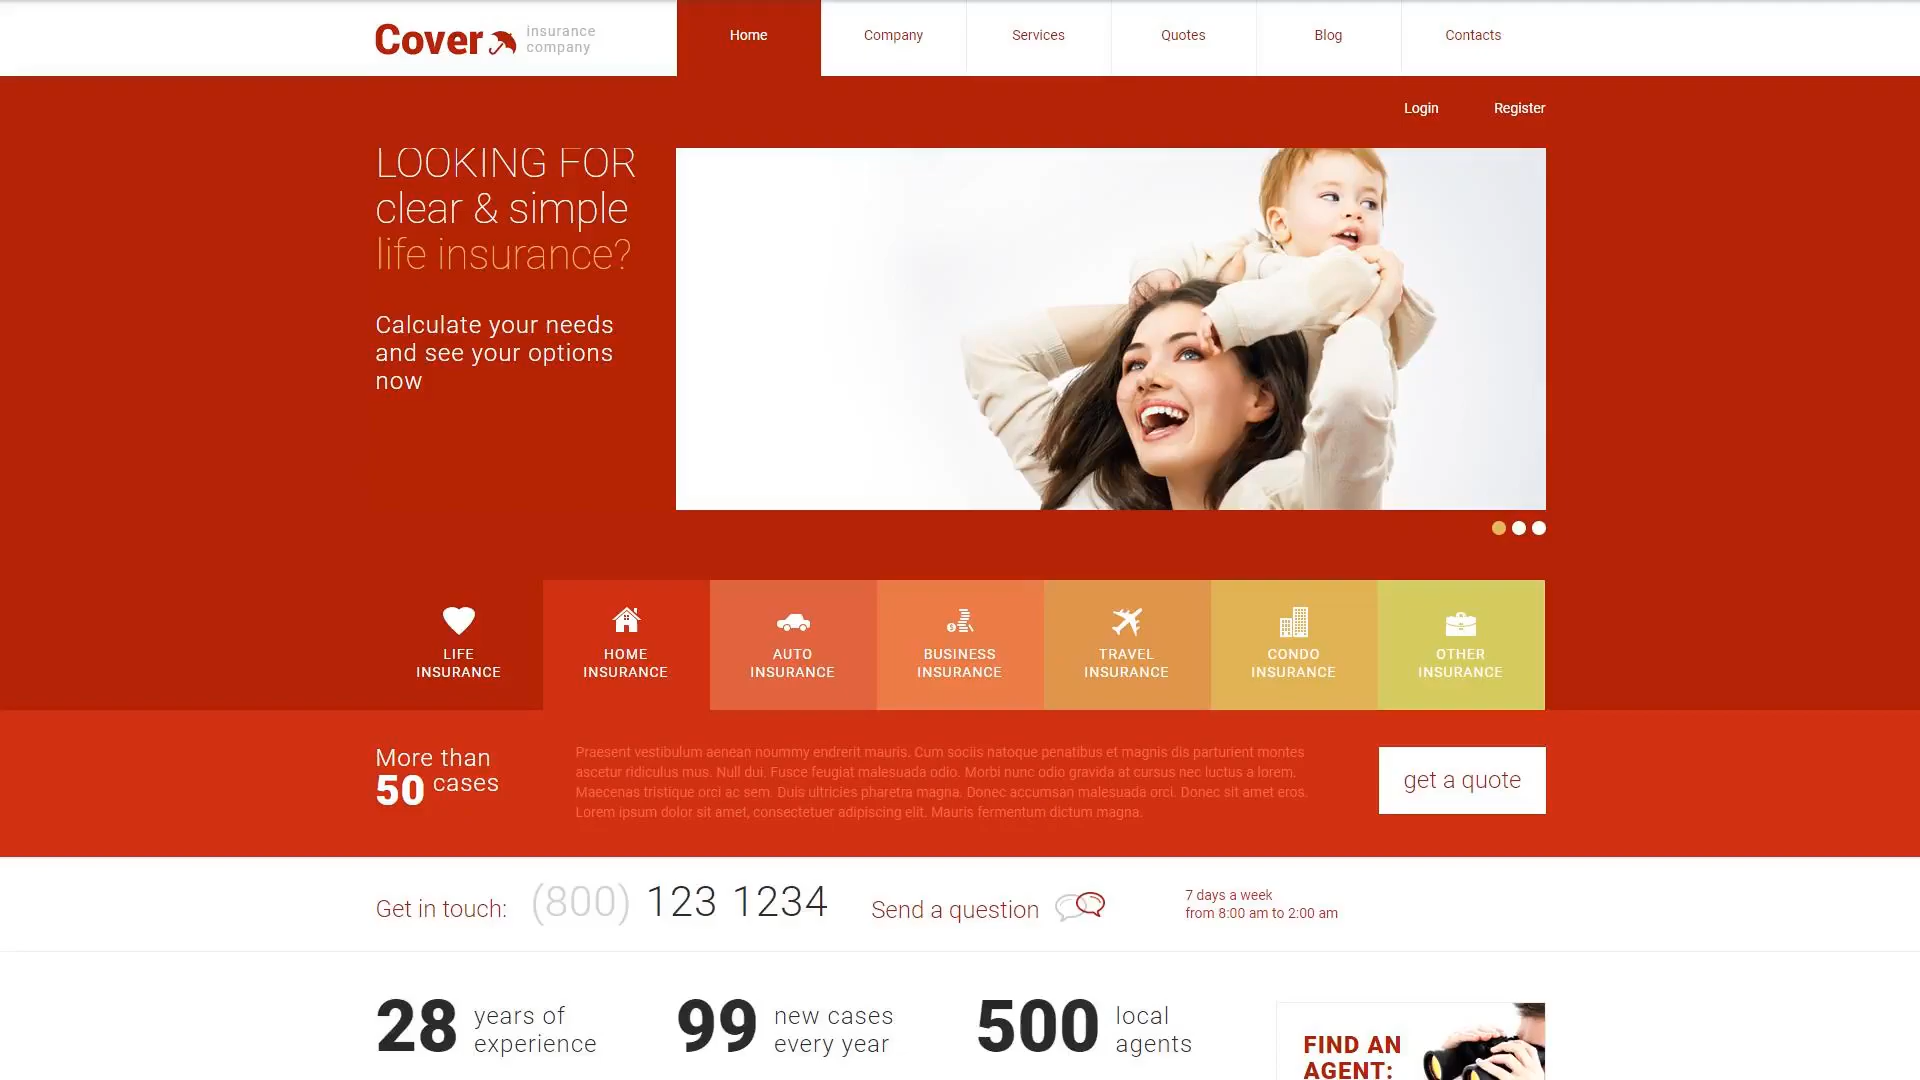 Cover
insurance
company
Home
Company
Services
Quotes
Blog
Contacts
Login
Register
LOOKING FOR
clear & simple
life insurance?
Calculate your needs
and see your options
now
LIFE
INSURANCE
HOME
INSURANCE
AUTO
INSURANCE
BUSINESS
INSURANCE
TRAVEL
INSURANCE
CONDO
INSURANCE
OTHER
INSURANCE
More than
50 cases
Praesent vestibulum aenean noummy endrerit mauris. Cum sociis natoque penatibus et magnis dis parturient montes
ascetur ridiculus mus. Null dui. Fusce feugiat malesuada odio. Morbi nunc odio gravida at cursus nec luctus a lorem.
Maecenas tristique orci ac sem. Duis ultricies pharetra magna. Donec accumsan malesuada orci. Donec sit amet eros.
Lorem ipsum dolor sit amet, consectetuer adipiscing elit. Mauris fermentum dictum magna.
get a quote
Get in touch: (800) 123 1234
Send a question
7 days a week
from 8:00 am to 2:00 am
28 years of
experience
99 new cases
every year
500 local
agents
FIND AN
AGENT: